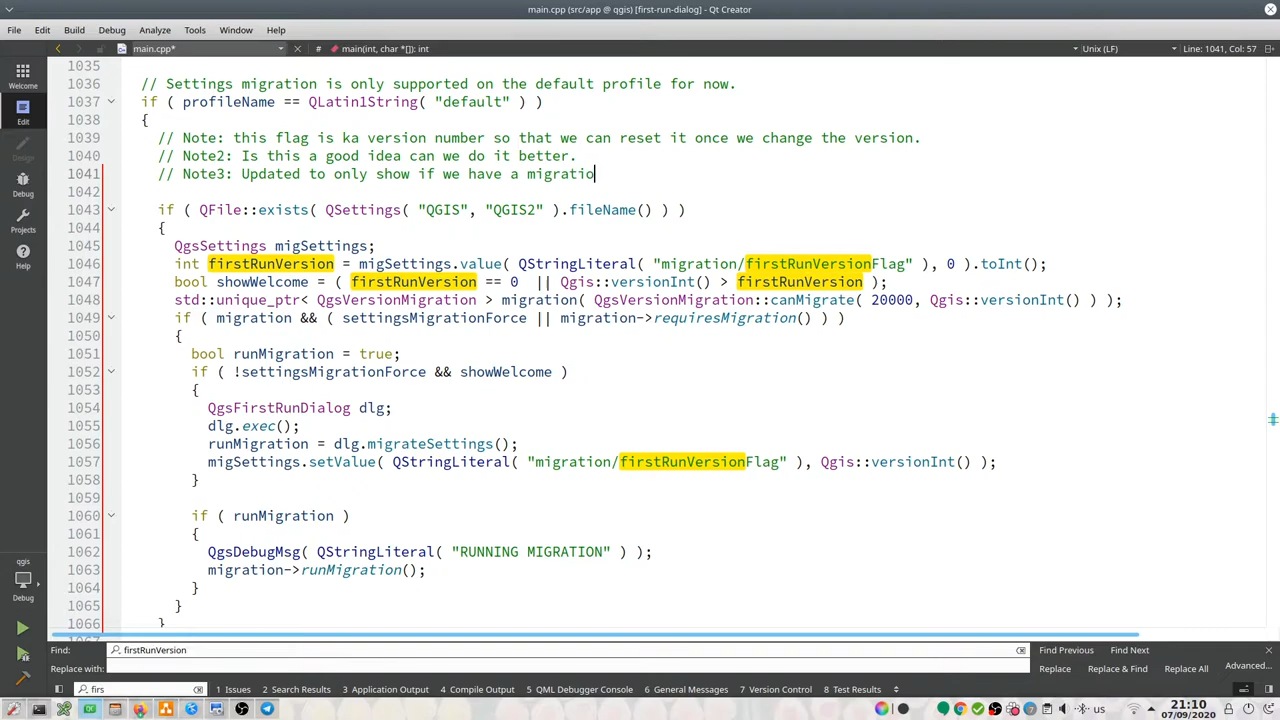 main.cpp (src/app @ qgis) [first-run-dialog] - Qt Creator
File Edit Build Debug Analyze Tools Window Help
main.cpp* # main(int, char *[]): int Unix (LF) Line: 1041, Col: 57
1035
1036 // Settings migration is only supported on the default profile for now.
1037 if ( profileName == QLatin1String( "default" ) )
1038 {
1039 // Note: this flag is ka version number so that we can reset it once we change the version.
1040 // Note2: Is this a good idea can we do it better.
1041 // Note3: Updated to only show if we have a migratio
1042
1043 if ( QFile::exists( QSettings( "QGIS", "QGIS2" ).fileName() ) )
1044 {
1045 QgsSettings migSettings;
1046 int firstRunVersion = migSettings.value( QStringLiteral( "migration/firstRunVersionFlag" ), 0 ).toInt();
1047 bool showWelcome = ( firstRunVersion == 0 || Qgis::versionInt() > firstRunVersion );
1048 std::unique_ptr< QgsVersionMigration > migration( QgsVersionMigration::canMigrate( 20000, Qgis::versionInt() ) );
1049 if ( migration && ( settingsMigrationForce || migration->requiresMigration() ) )
1050 {
1051 bool runMigration = true;
1052 if ( !settingsMigrationForce && showWelcome )
1053 {
1054 QgsFirstRunDialog dlg;
1055 dlg.exec();
1056 runMigration = dlg.migrateSettings();
1057 migSettings.setValue( QStringLiteral( "migration/firstRunVersionFlag" ), Qgis::versionInt() );
1058 }
1059
1060 if ( runMigration )
1061 {
1062 QgsDebugMsg( QStringLiteral( "RUNNING MIGRATION" ) );
1063 migration->runMigration();
1064 }
1065 }
1066 }
Welcome
Edit
Design
Debug
Projects
Help
qgis
Debug
Find: firstRunVersion Find Previous Find Next
Replace with: Replace Replace & Find Replace All Advanced...
firs 1 Issues 2 Search Results 3 Application Output 4 Compile Output 5 QML Debugger Console 6 General Messages 7 Version Control 8 Test Results
us 21:10
07/09/2020